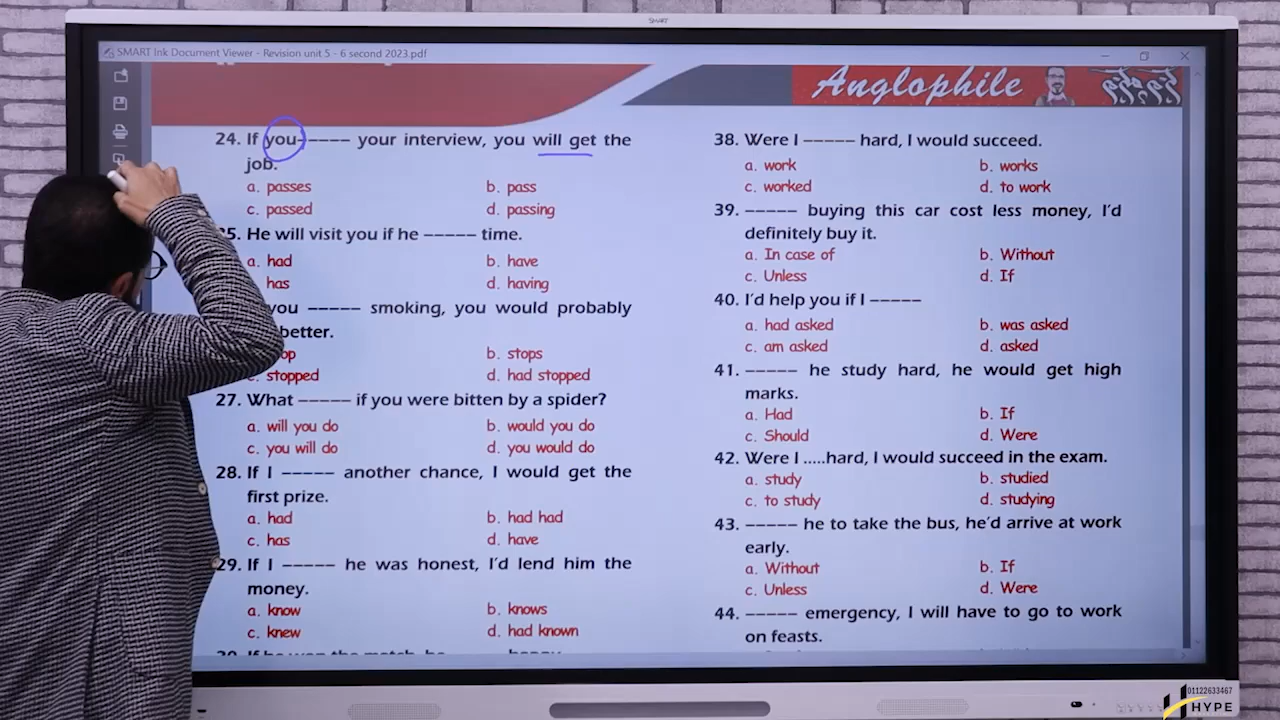 SMART
SMART Ink Document Viewer - Revision unit 5 - 6 second 2023.pdf
Anglophile
24. If you- ----- your interview, you will get the
job.
a. passes b. pass
c. passed d. passing
25. He will visit you if he ----- time.
a. had b. have
has d. having
you ----- smoking, you would probably
better.
op b. stops
c. stopped d. had stopped
27. What ----- if you were bitten by a spider?
a. will you do b. would you do
c. you will do d. you would do
28. If I ----- another chance, I would get the
first prize.
a. had b. had had
c. has d. have
29. If I ----- he was honest, I'd lend him the
money.
a. know b. knows
c. knew d. had known
38. Were I ----- hard, I would succeed.
a. work b. works
c. worked d. to work
39. ----- buying this car cost less money, I'd
definitely buy it.
a. In case of b. Without
c. Unless d. If
40. I'd help you if I -----
a. had asked b. was asked
c. am asked d. asked
41. ----- he study hard, he would get high
marks.
a. Had b. If
c. Should d. Were
42. Were I .....hard, I would succeed in the exam.
a. study b. studied
c. to study d. studying
43. ----- he to take the bus, he'd arrive at work
early.
a. Without b. If
c. Unless d. Were
44. ----- emergency, I will have to go to work
on feasts.
01122633467
HYPE